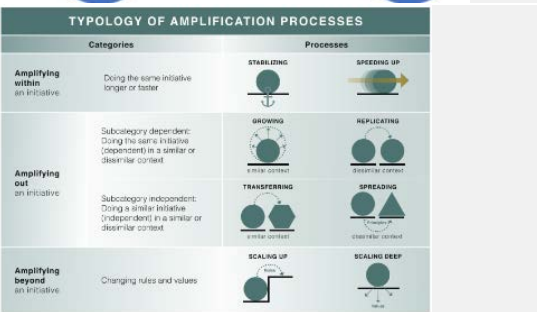 TYPOLOGY OF AMPLIFICATION PROCESSES
Categories
Processes
Amplifying
within
an initiative
Doing the same initiative
longer or faster
STABILIZING
SPEEDING UP
Amplifying
out
an initiative
Subcategory dependent:
Doing the same initiative
(dependent) in a similar or
dissimilar context
GROWING
similar context
REPLICATING
dissimilar context
Subcategory independent:
Doing a similar initiative
(independent) in a similar or
dissimilar context
TRANSFERRING
similar context
SPREADING
Principles
dissimilar context
Amplifying
beyond
an initiative
Changing rules and values
SCALING UP
Rules
SCALING DEEP
Values